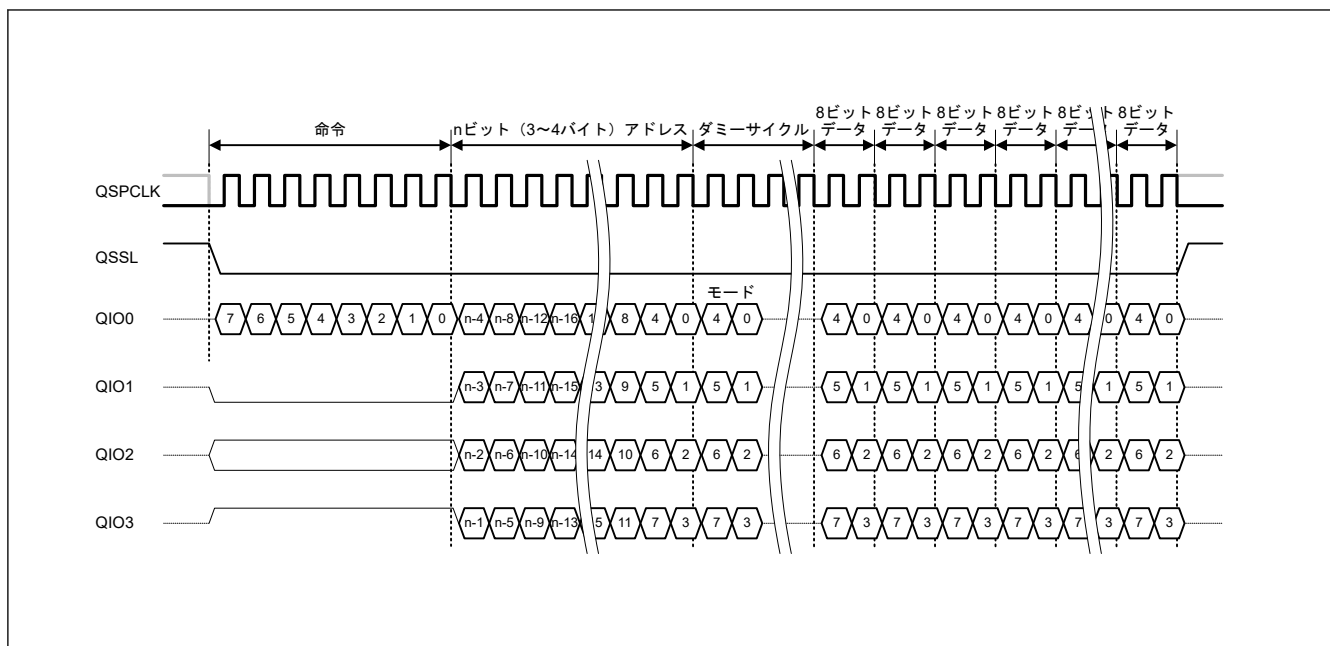 命令
nビット（3～4バイト）アドレス
ダミーサイクル
8ビット
データ
8ビット
データ
8ビット
データ
8ビット
データ
8ビット
データ
8ビット
データ
QSPCLK
QSSL
モード
QIO0 7 6 5 4 3 2 1 0 n-4 n-8 n-12 n-16 8 4 0 4 0 4 0 4 0 4 0 4 0 4 0 4 0
QIO1 n-3 n-7 n-11 n-15 9 5 1 5 1 5 1 5 1 5 1 5 1 5 1 5 1
QIO2 n-2 n-6 n-10 n-14 14 10 6 2 6 2 6 2 6 2 6 2 6 2 6 2 6 2
QIO3 n-1 n-5 n-9 n-13 11 7 3 7 3 7 3 7 3 7 3 7 3 7 3 7 3